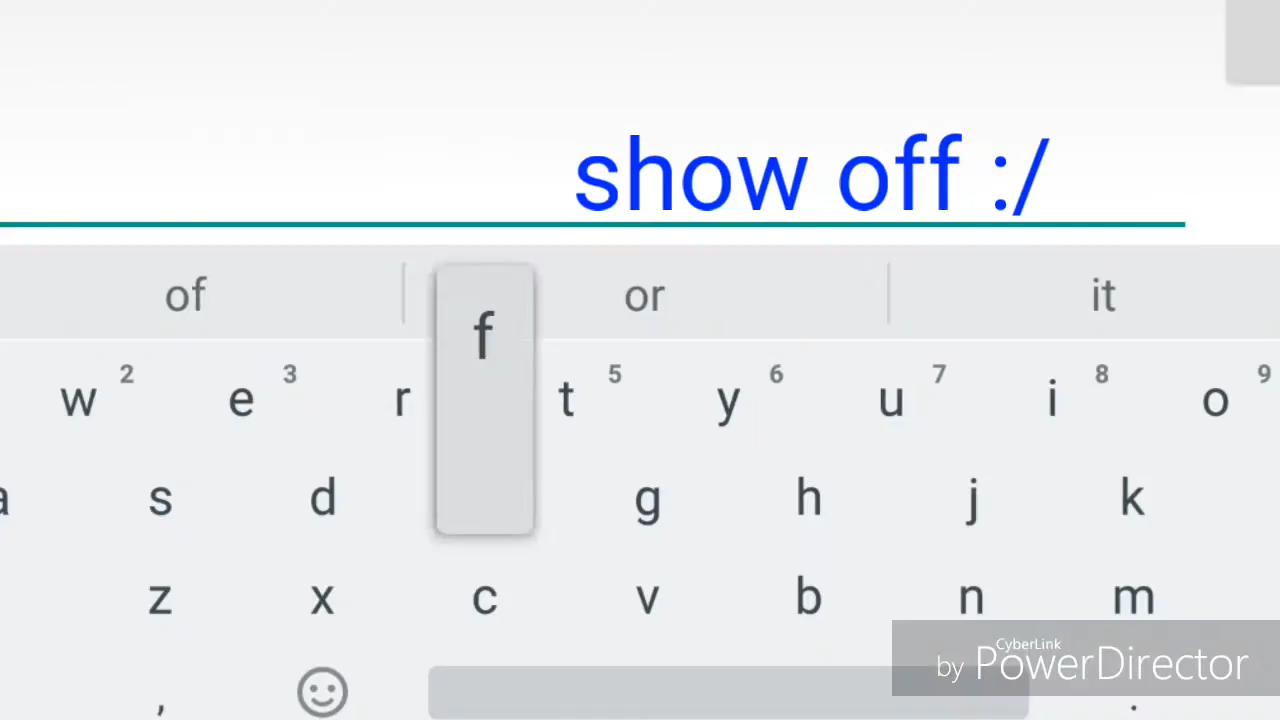 show off :/
of or it
f
w 2 e 3 r t 5 y 6 u 7 i 8 o 9
a s d g h j k
z x c v b n m
CyberLink
by PowerDirector
, .